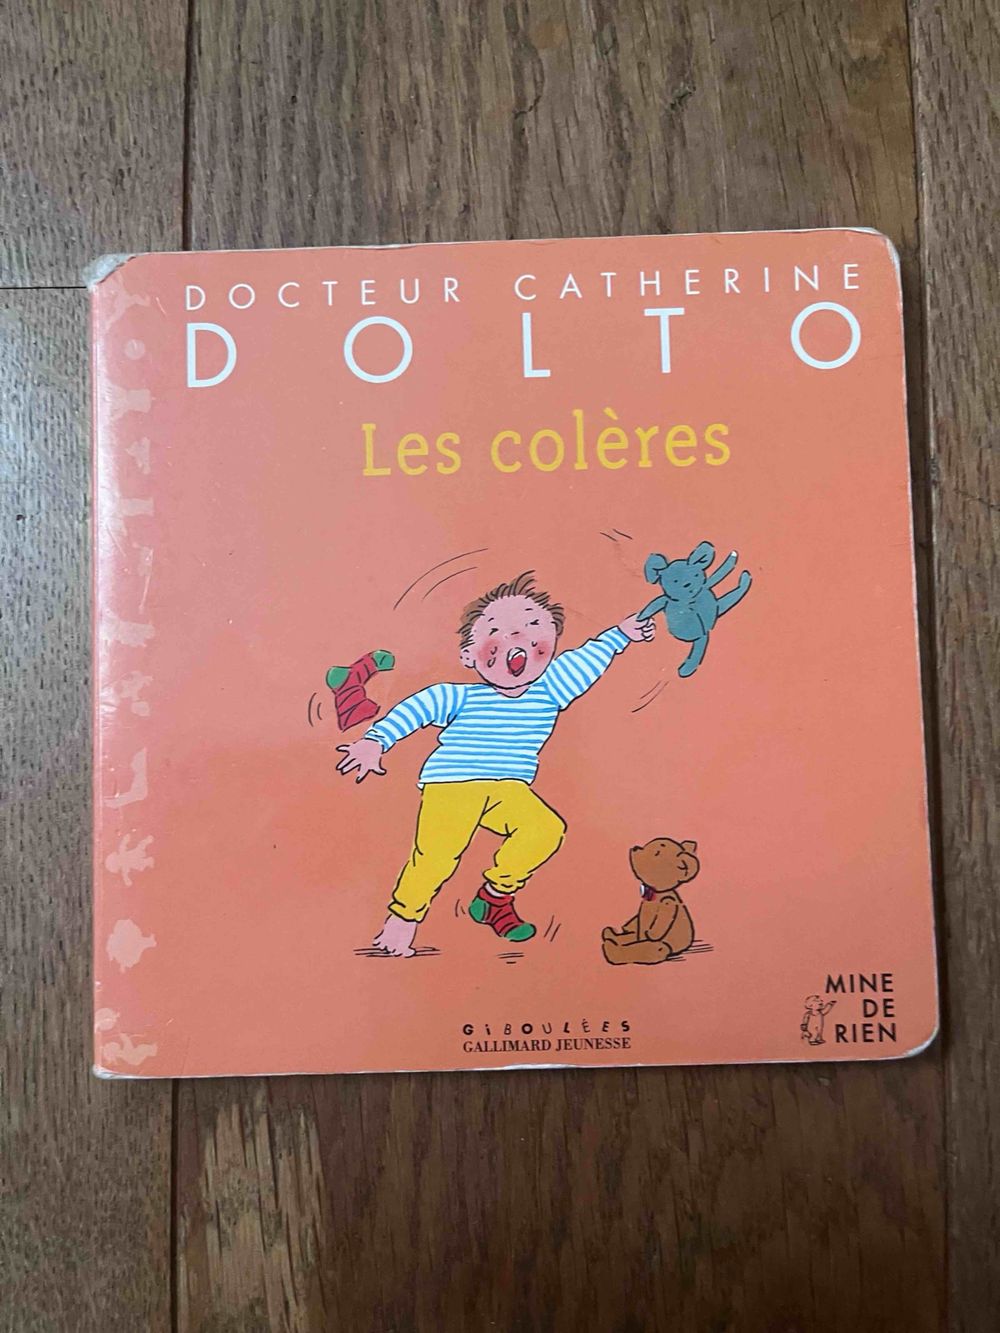 DOCTEUR CATHERINE
DOLTO
Les colères
GiBOULÉES
GALLIMARD JEUNESSE
MINE
DE
RIEN